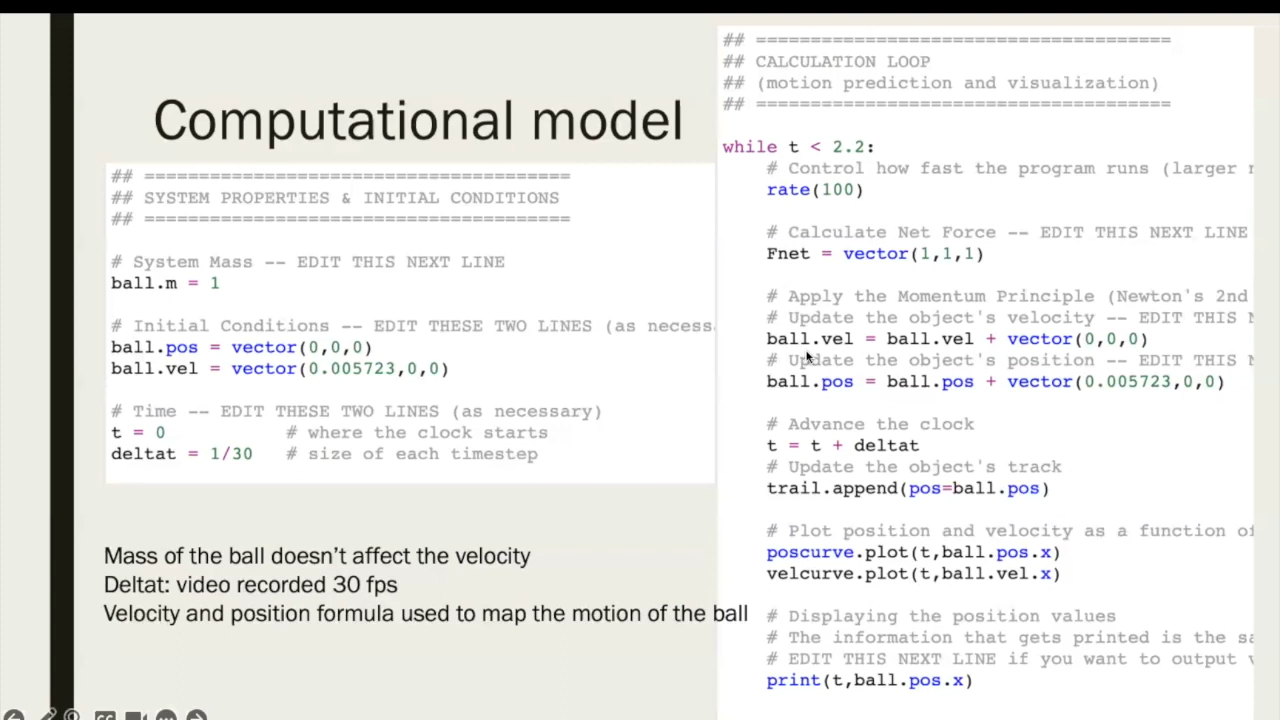 Computational model
## =====================================
## SYSTEM PROPERTIES & INITIAL CONDITIONS
## =====================================
# System Mass -- EDIT THIS NEXT LINE
ball.m = 1
# Initial Conditions -- EDIT THESE TWO LINES (as
ball.pos = vector(0,0,0)
ball.vel = vector(0.005723,0,0)
# Time -- EDIT THESE TWO LINES (as necessary)
t = 0 # where the clock starts
deltat = 1/30 # size of each timestep
Mass of the ball doesn’t affect the velocity
Deltat: video recorded 30 fps
Velocity and position formula used to map the motion of the ball
## =====================================
## CALCULATION LOOP
## (motion prediction and visualization)
## =====================================
while t < 2.2:
# Control how fast the program runs (larger
rate(100)
# Calculate Net Force -- EDIT THIS NEXT LINE
Fnet = vector(1,1,1)
# Apply the Momentum Principle (Newton's 2nd
# Update the object's velocity -- EDIT THIS
ball.vel = ball.vel + vector(0,0,0)
# Update the object's position -- EDIT THIS
ball.pos = ball.pos + vector(0.005723,0,0)
# Advance the clock
t = t + deltat
# Update the object's track
trail.append(pos=ball.pos)
# Plot position and velocity as a function of
poscurve.plot(t,ball.pos.x)
velcurve.plot(t,ball.vel.x)
# Displaying the position values
# The information that gets printed is the
# EDIT THIS NEXT LINE if you want to output
print(t,ball.pos.x)